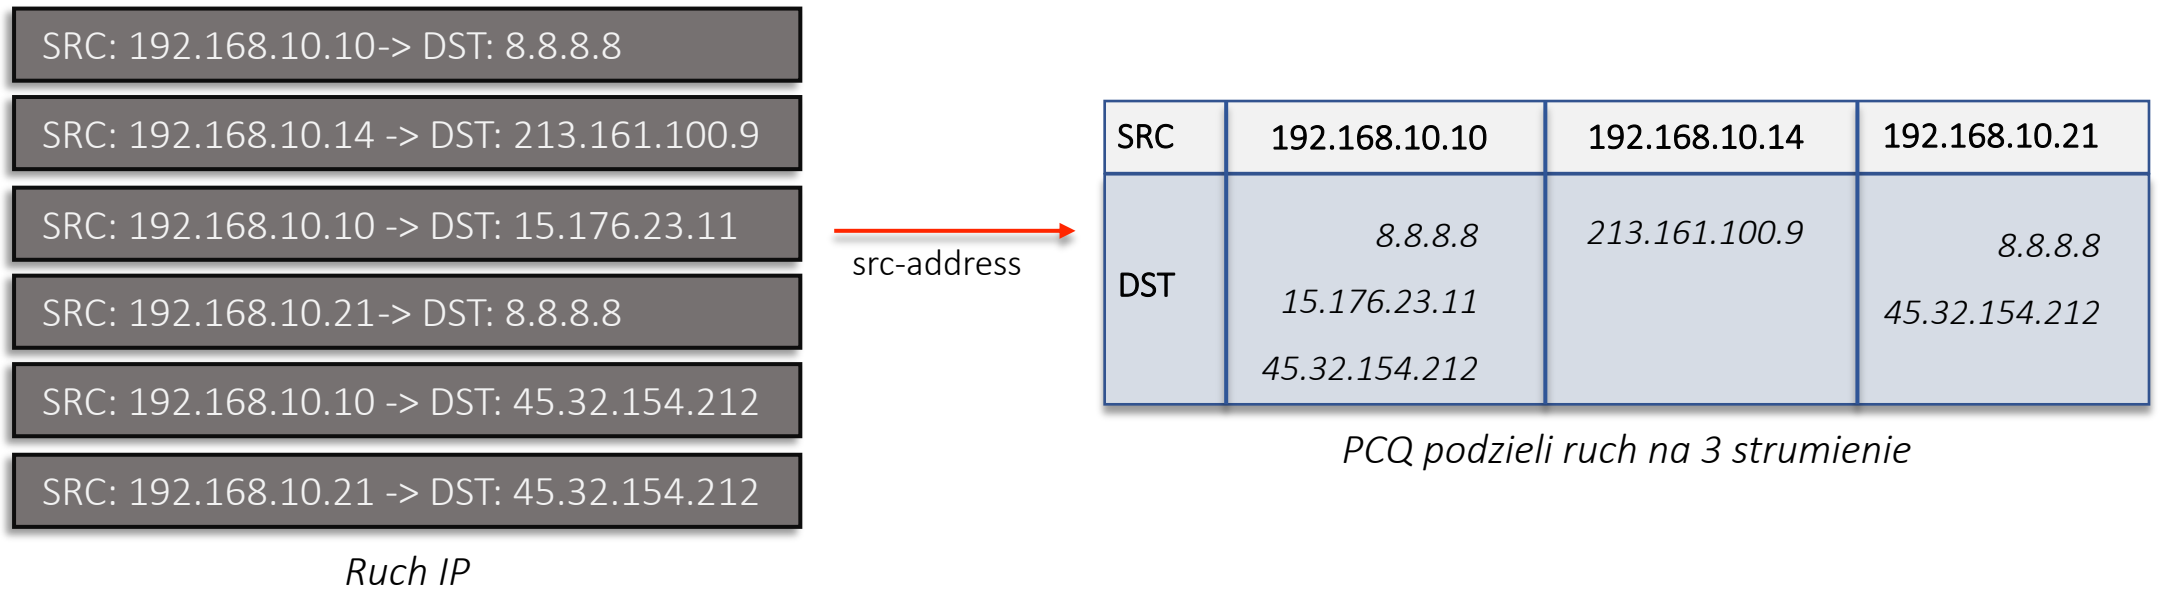 SRC: 192.168.10.10-> DST: 8.8.8.8
SRC: 192.168.10.14 -> DST: 213.161.100.9
SRC: 192.168.10.10 -> DST: 15.176.23.11
SRC: 192.168.10.21-> DST: 8.8.8.8
SRC: 192.168.10.10 -> DST: 45.32.154.212
SRC: 192.168.10.21 -> DST: 45.32.154.212
Ruch IP
src-address
SRC 192.168.10.10 192.168.10.14 192.168.10.21
DST
8.8.8.8 213.161.100.9 8.8.8.8
15.176.23.11 45.32.154.212
45.32.154.212
PCQ podzieli ruch na 3 strumienie